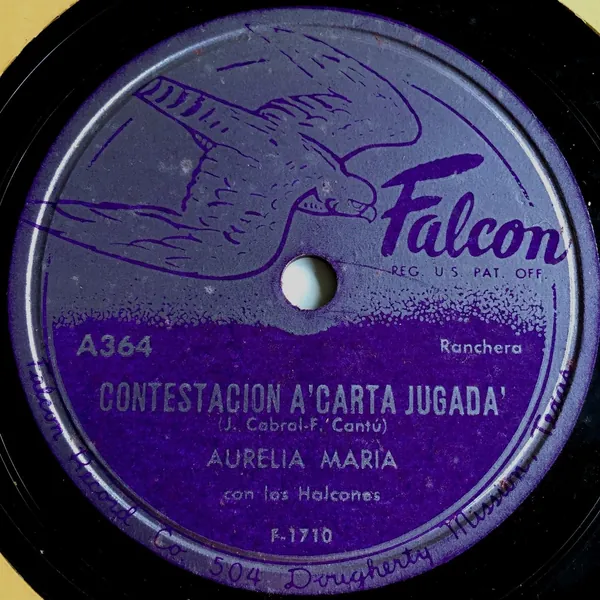 Falcon
REG. U.S. PAT. OFF.
A364
Ranchera
CONTESTACION A'CARTA JUGADA'
(J. Cabral-F. Cantú)
AURELIA MARIA
con los Halcones
F-1710
Falcon Record Co 504 Dougherty Mission, Texas